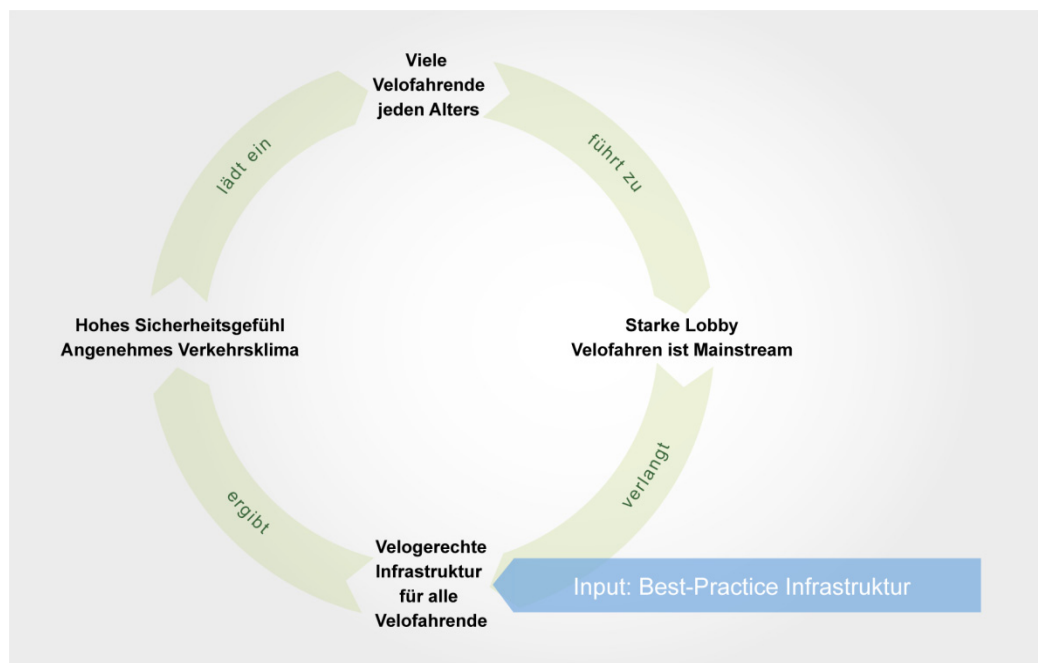 Viele
Velofahrende
jeden Alters
führt zu
Starke Lobby
Velofahren ist Mainstream
verlangt
Input: Best-Practice Infrastruktur
Velogerechte
Infrastruktur
für alle
Velofahrende
ergibt
Hohes Sicherheitsgefühl
Angenehmes Verkehrsklima
lädt ein